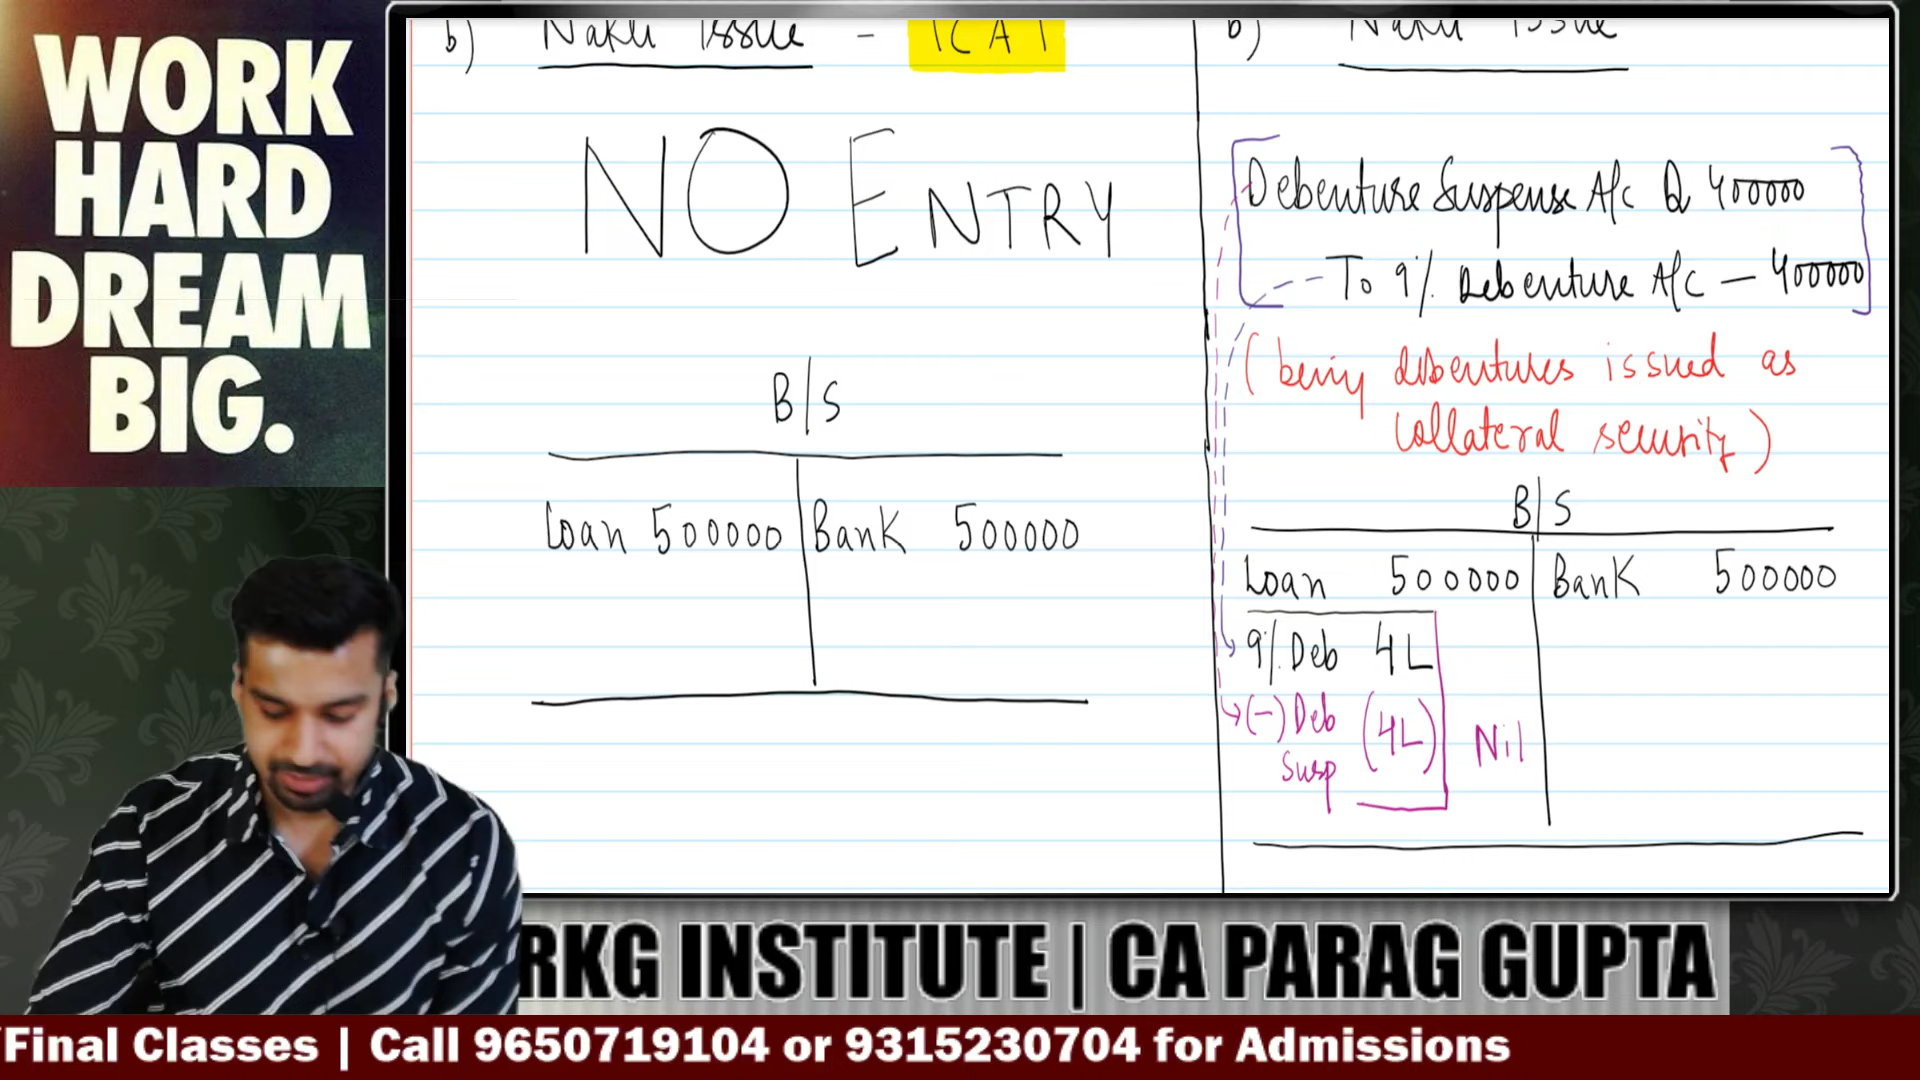 WORK
HARD
DREAM
BIG.
b) Nakli Issue - ICAI
NO ENTRY
B/S
Loan 500000 Bank 500000
b) Nakli Issue
Debenture Suspense A/c Dr 400000
To 9% Debenture A/c — 400000
(being debentures issued as
collateral security)
B/S
Loan 500000 Bank 500000
9% Deb 4L
(-) Deb (4L) Nil
Susp
RKG INSTITUTE | CA PARAG GUPTA
Final Classes | Call 9650719104 or 9315230704 for Admissions